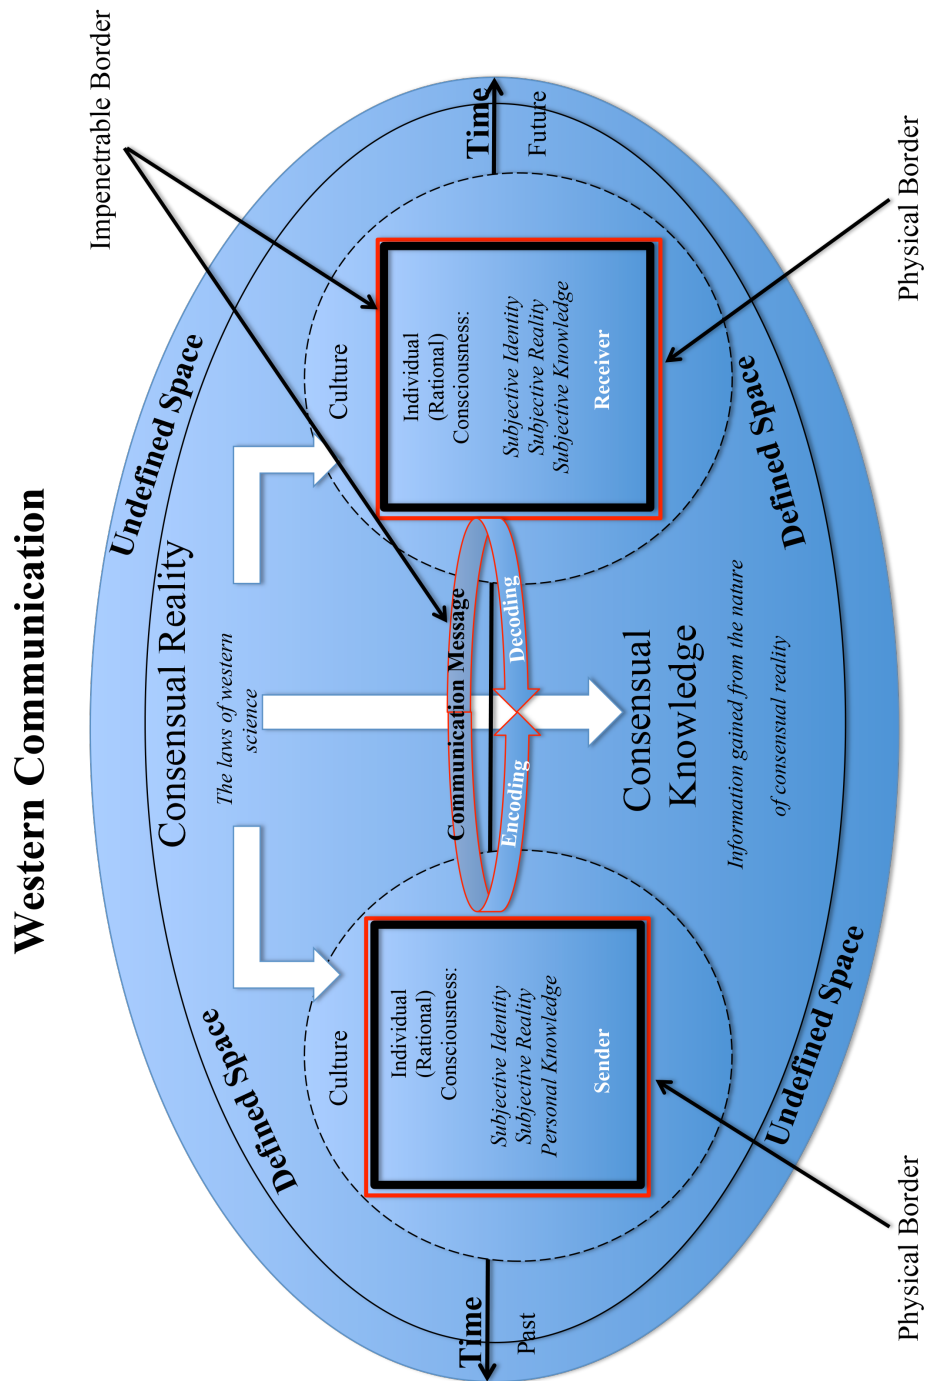 Western Communication
Impenetrable Border
Undefined Space
Consensual Reality
The laws of western
science
Defined Space
Culture
Individual
(Rational)
Consciousness:
Subjective Identity
Subjective Reality
Personal Knowledge
Sender
Culture
Individual
(Rational)
Consciousness:
Subjective Identity
Subjective Reality
Subjective Knowledge
Receiver
Communication Message
Encoding
Decoding
Time
Past
Time
Future
Consensual
Knowledge
Information gained from the nature
of consensual reality
Defined Space
Undefined Space
Physical Border
Physical Border